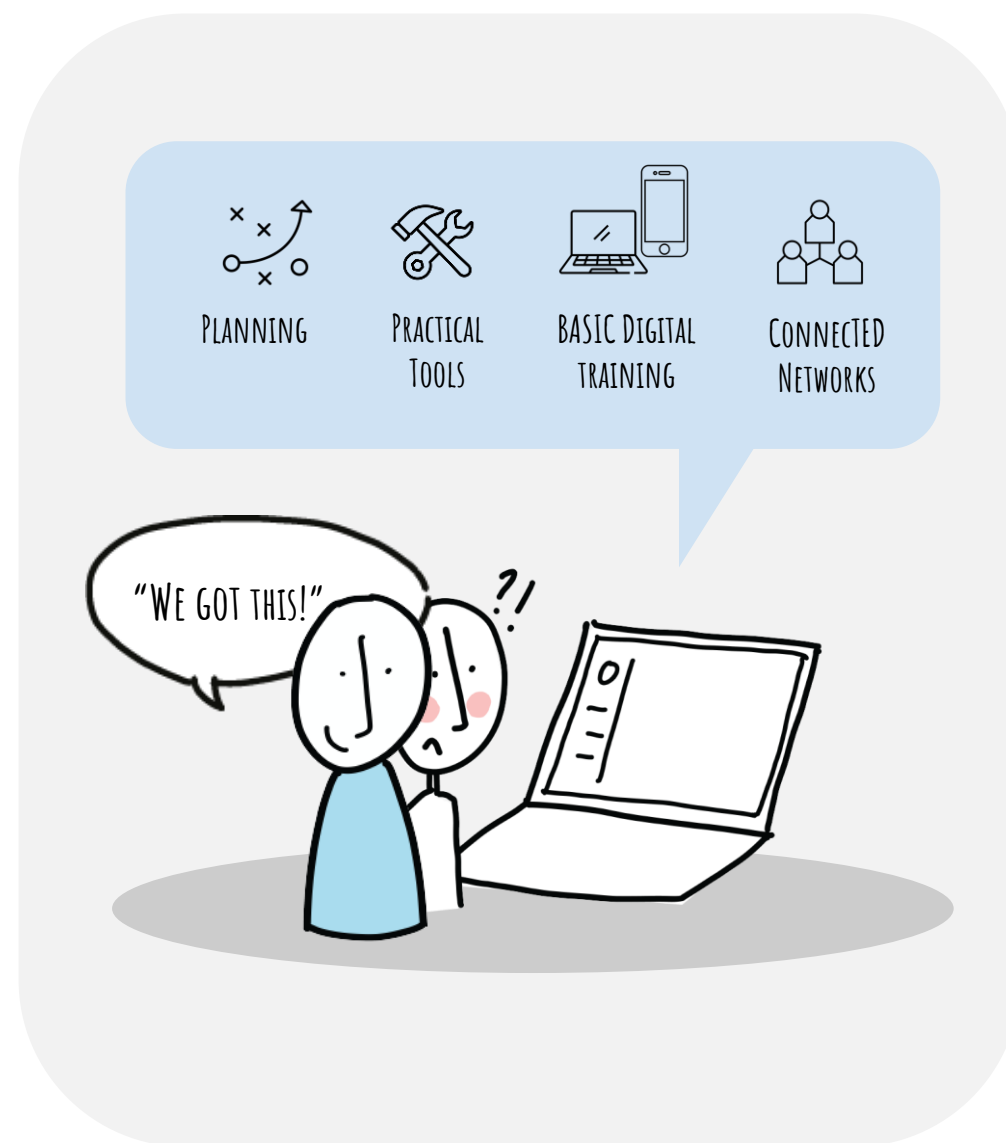 Planning
Practical
Tools
BASIC Digital
training
ConnecTED
Networks
?!
“We got this!”